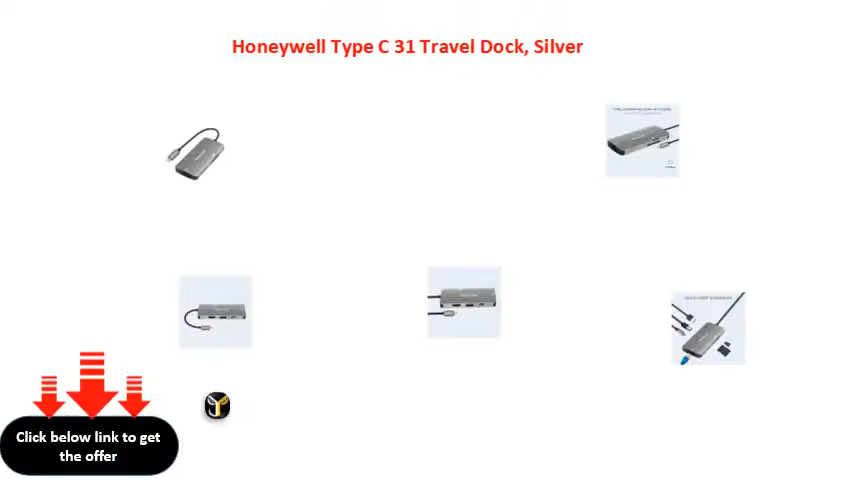 Honeywell Type C 31 Travel Dock, Silver
Click below link to get
the offer